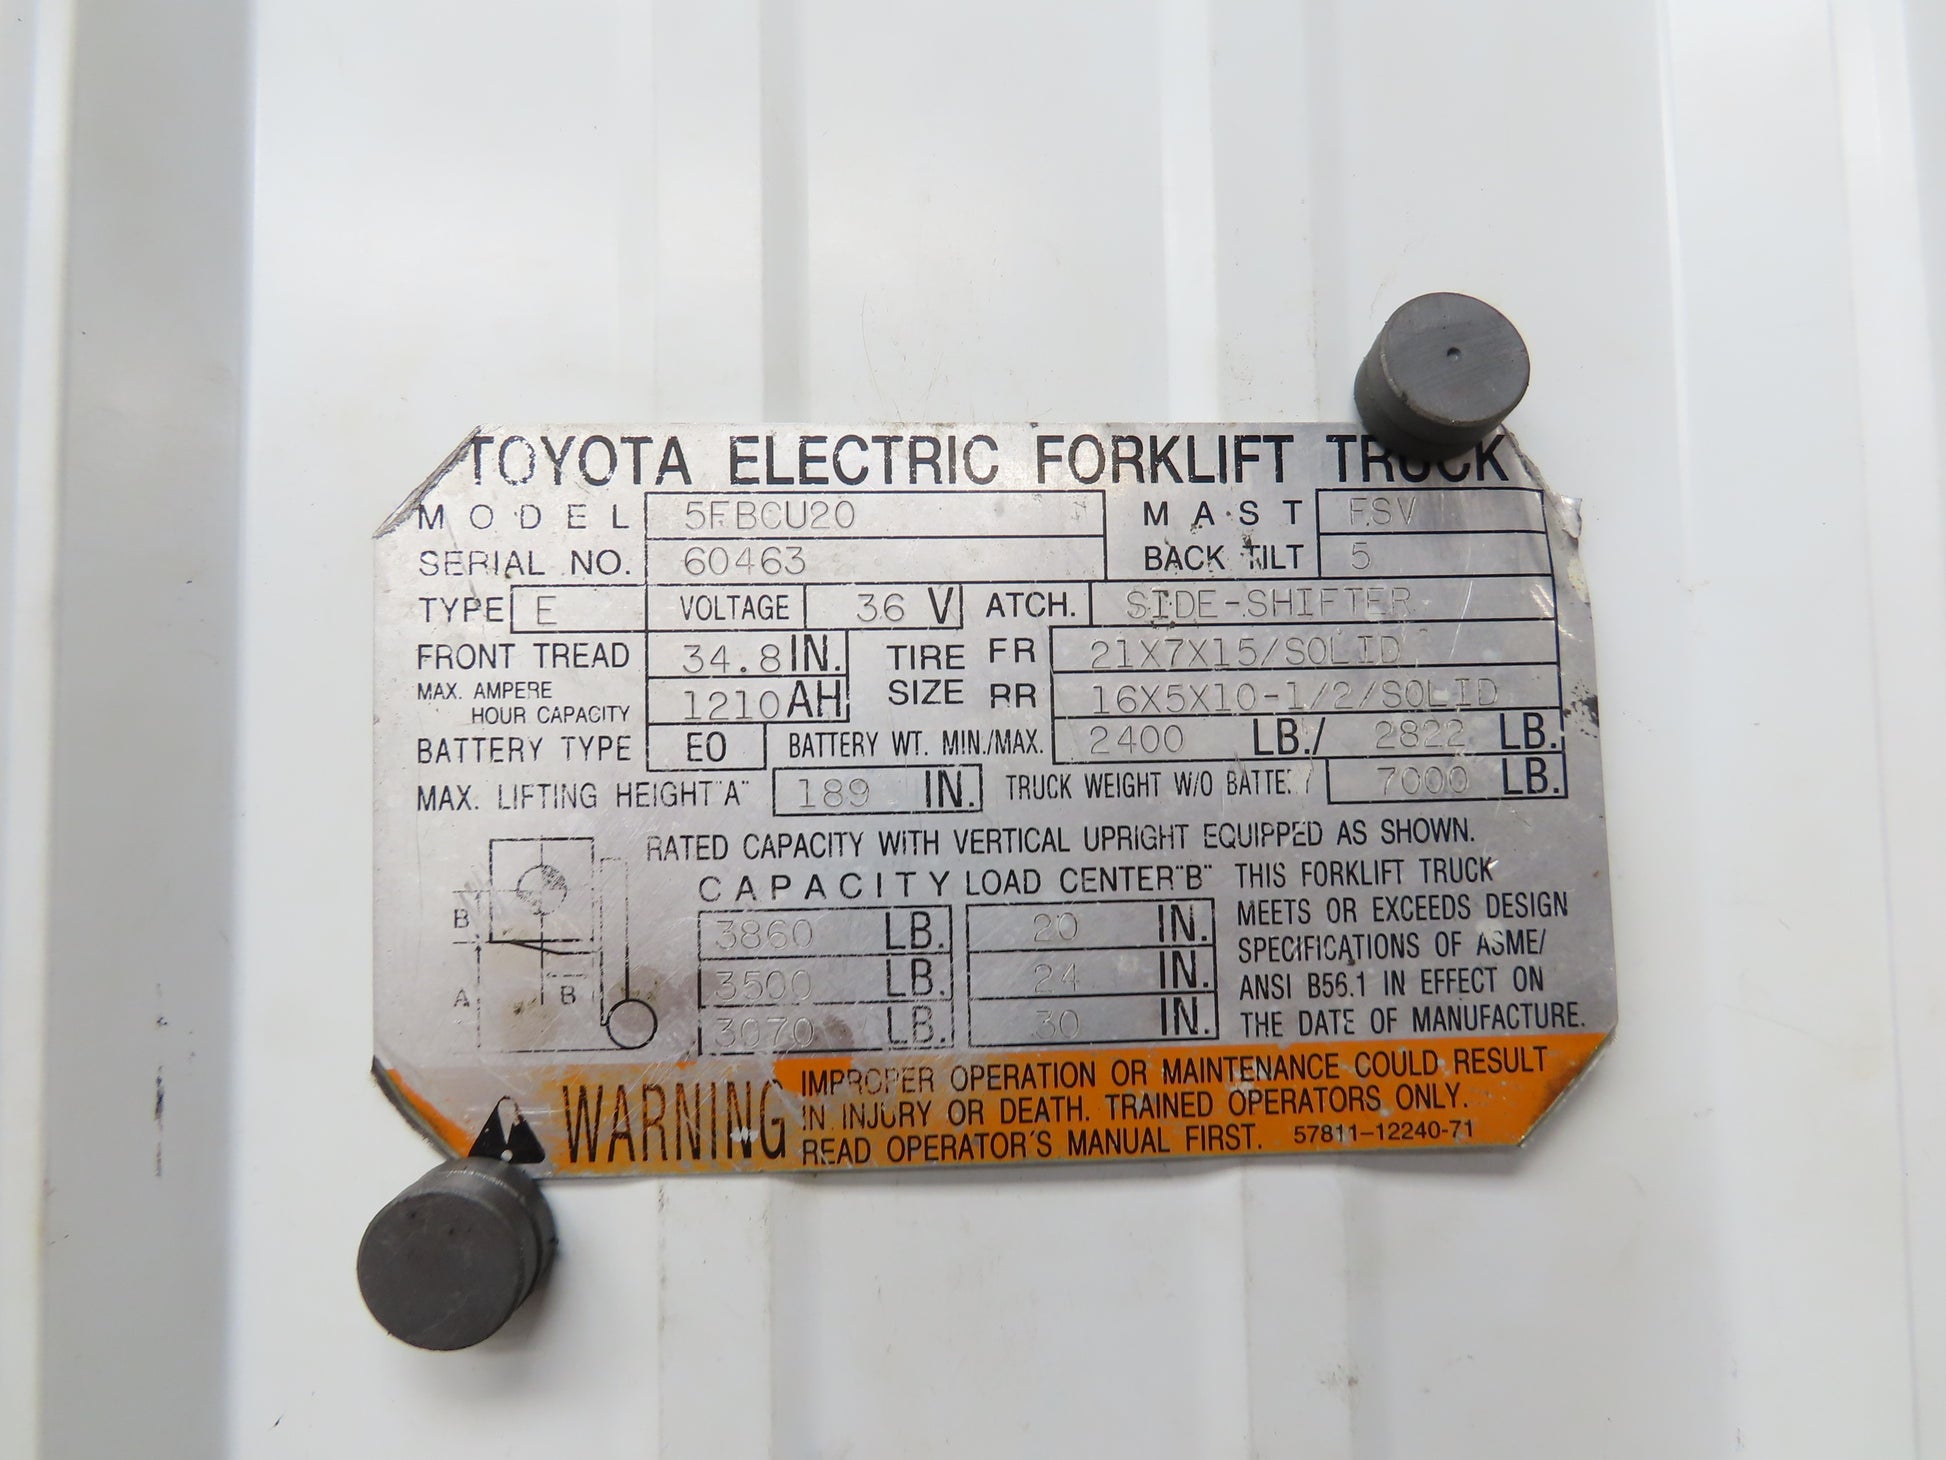 TOYOTA ELECTRIC FORKLIFT TRUCK
MODEL 5FBCU20 MAST FSV
SERIAL NO. 60463 BACK TILT 5
TYPE E VOLTAGE 36 V ATCH. SIDE-SHIFTER
FRONT TREAD 34.8 IN. TIRE SIZE FR 21X7X15/SOLID
MAX. AMPERE HOUR CAPACITY 1210 AH RR 16X5X10-1/2/SOLID
BATTERY TYPE EO BATTERY WT. MIN./MAX. 2400 LB./ 2822 LB.
MAX. LIFTING HEIGHT "A" 189 IN. TRUCK WEIGHT W/O BATTERY 7000 LB.
RATED CAPACITY WITH VERTICAL UPRIGHT EQUIPPED AS SHOWN.
CAPACITY LOAD CENTER "B"
3860 LB. 20 IN.
3500 LB. 24 IN.
3070 LB. 30 IN.
B
A
B
THIS FORKLIFT TRUCK
MEETS OR EXCEEDS DESIGN
SPECIFICATIONS OF ASME/
ANSI B56.1 IN EFFECT ON
THE DATE OF MANUFACTURE.
WARNING
IMPROPER OPERATION OR MAINTENANCE COULD RESULT
IN INJURY OR DEATH. TRAINED OPERATORS ONLY.
READ OPERATOR'S MANUAL FIRST. 57811-12240-71